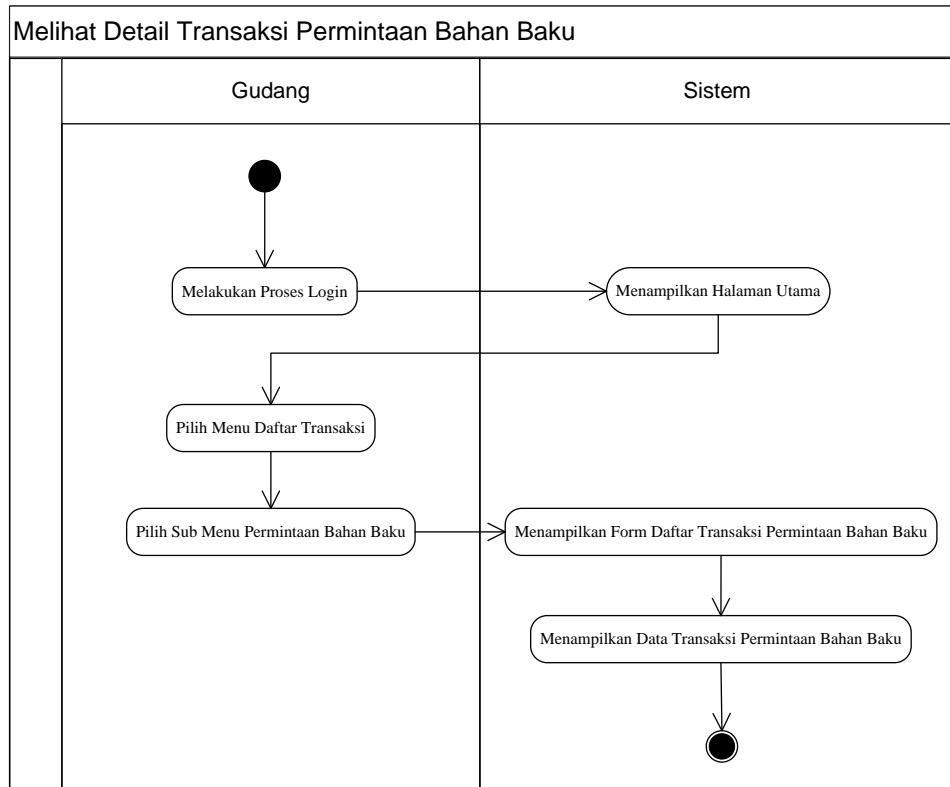 Melihat Detail Transaksi Permintaan Bahan Baku
Gudang
Sistem
Melakukan Proses Login
Menampilkan Halaman Utama
Pilih Menu Daftar Transaksi
Pilih Sub Menu Permintaan Bahan Baku
Menampilkan Form Daftar Transaksi Permintaan Bahan Baku
Menampilkan Data Transaksi Permintaan Bahan Baku